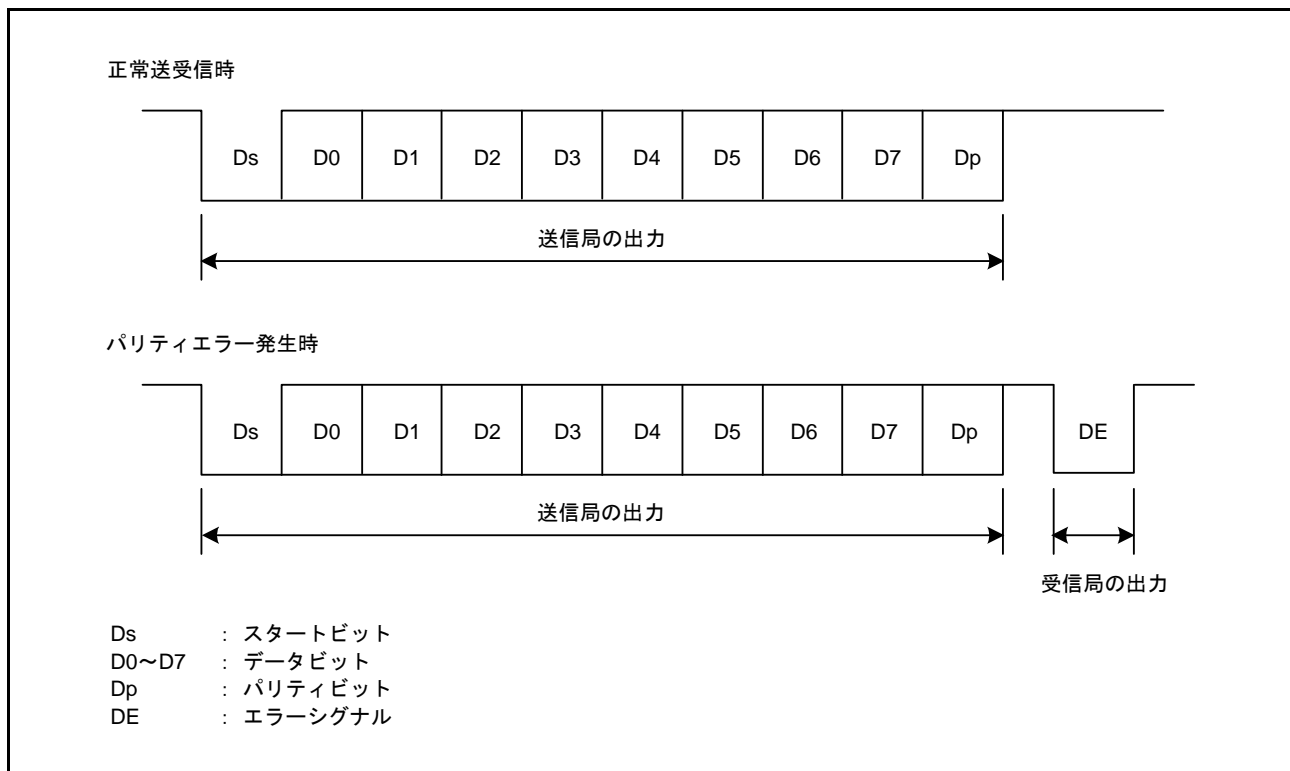 正常送受信時
Ds D0 D1 D2 D3 D4 D5 D6 D7 Dp
送信局の出力
パリティエラー発生時
Ds D0 D1 D2 D3 D4 D5 D6 D7 Dp DE
送信局の出力
受信局の出力
Ds : スタートビット
D0～D7 : データビット
Dp : パリティビット
DE : エラーシグナル